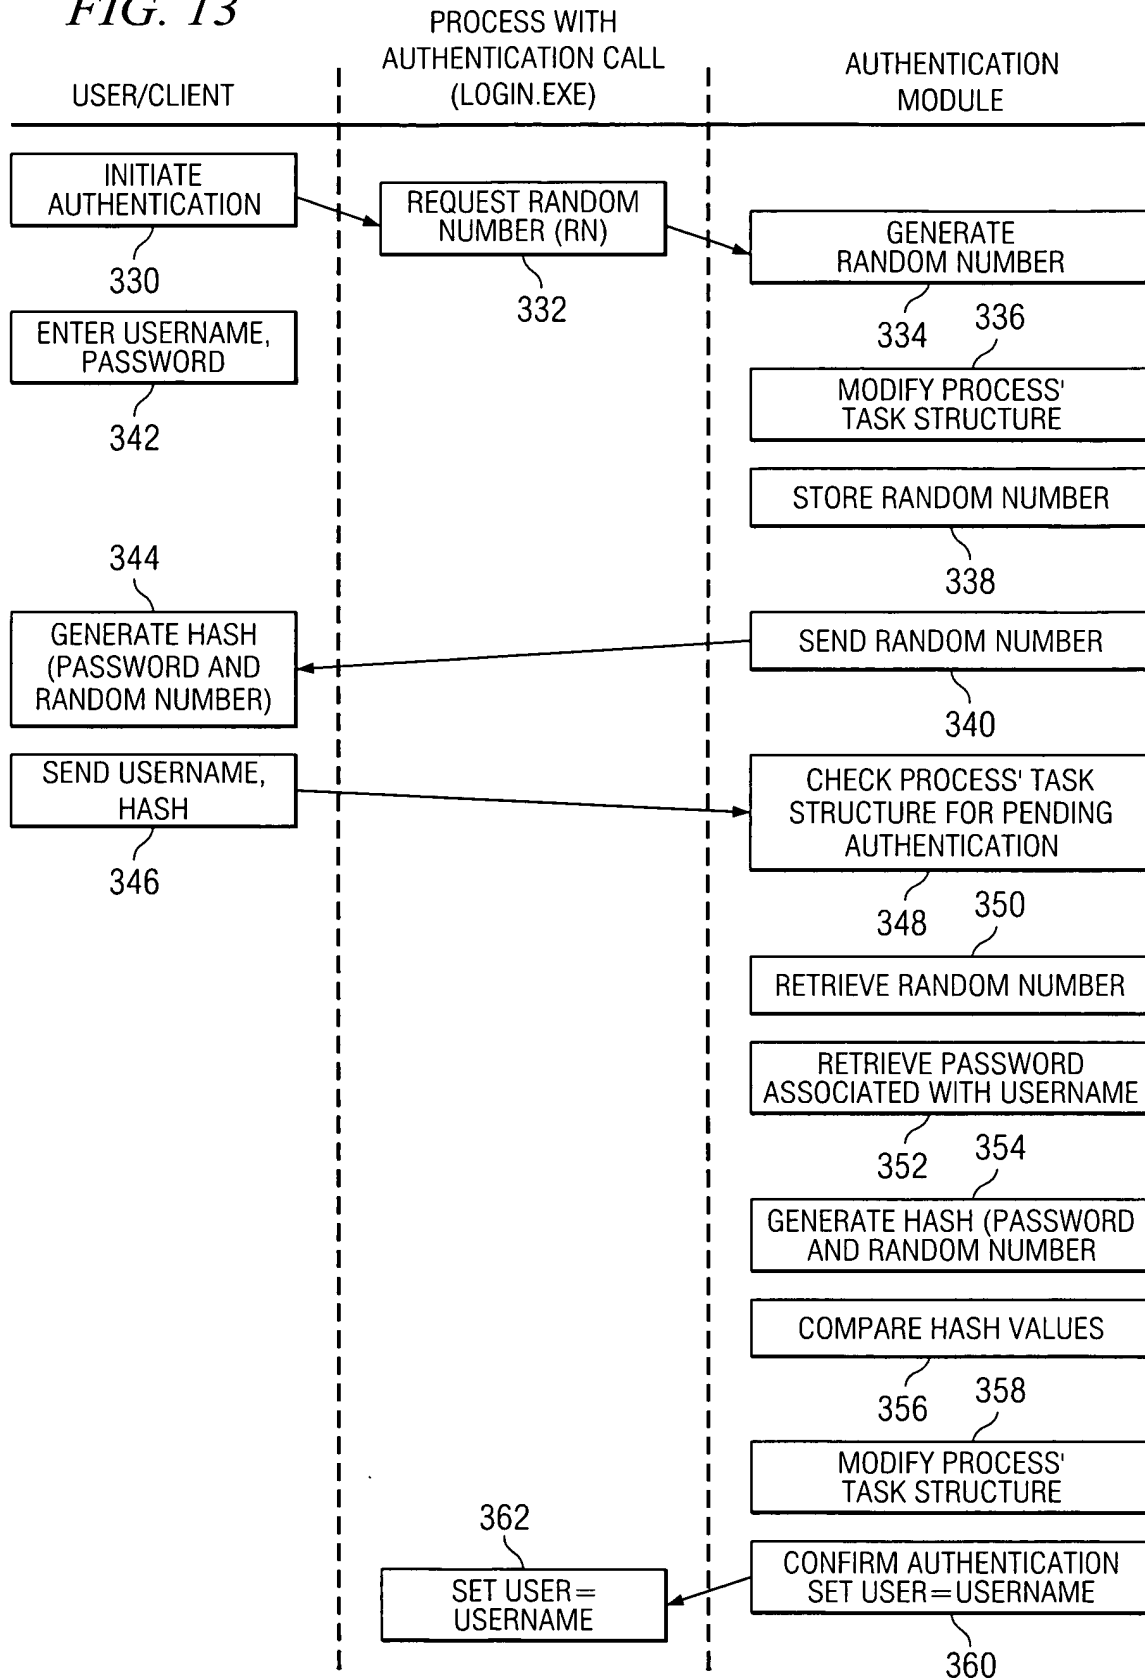 FIG. 13
USER/CLIENT
PROCESS WITH
AUTHENTICATION CALL
(LOGIN.EXE)
AUTHENTICATION
MODULE
INITIATE
AUTHENTICATION
330
REQUEST RANDOM
NUMBER (RN)
332
GENERATE
RANDOM NUMBER
334
336
ENTER USERNAME,
PASSWORD
342
MODIFY PROCESS'
TASK STRUCTURE
STORE RANDOM NUMBER
338
344
GENERATE HASH
(PASSWORD AND
RANDOM NUMBER)
SEND RANDOM NUMBER
340
SEND USERNAME,
HASH
346
CHECK PROCESS' TASK
STRUCTURE FOR PENDING
AUTHENTICATION
348
350
RETRIEVE RANDOM NUMBER
RETRIEVE PASSWORD
ASSOCIATED WITH USERNAME
352
354
GENERATE HASH (PASSWORD
AND RANDOM NUMBER
COMPARE HASH VALUES
356
358
MODIFY PROCESS'
TASK STRUCTURE
362
SET USER=
USERNAME
CONFIRM AUTHENTICATION
SET USER=USERNAME
360